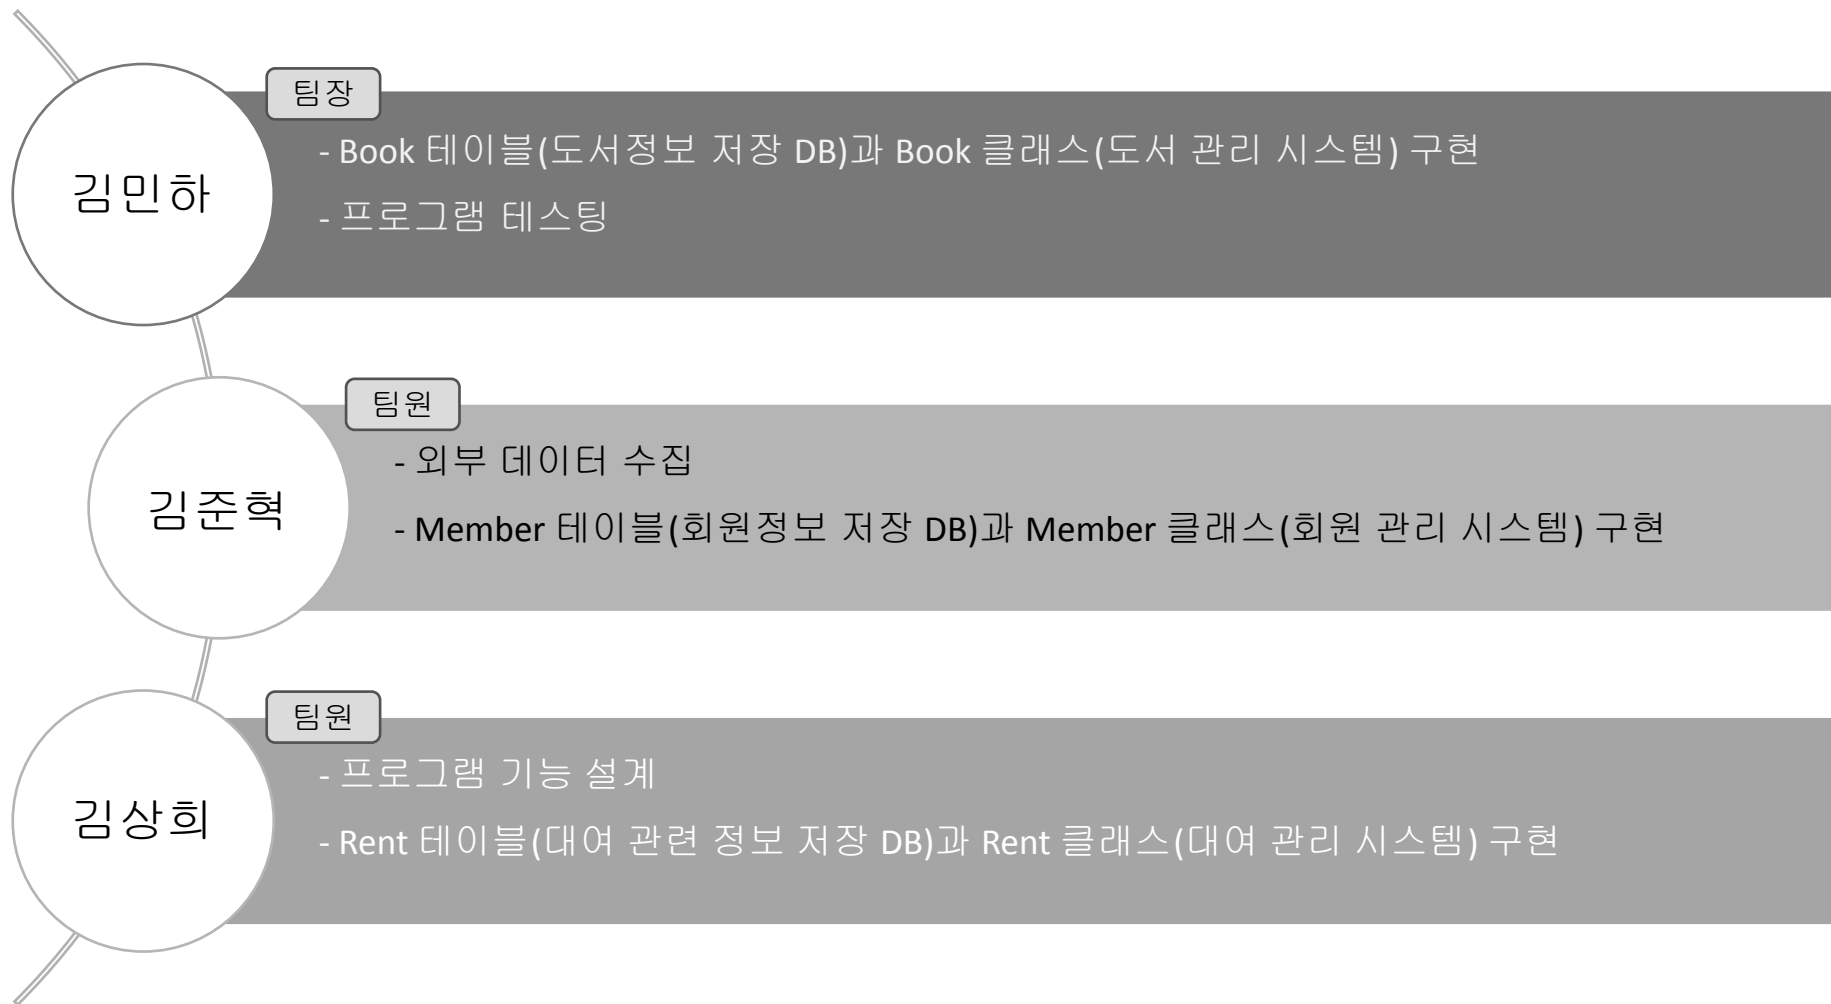 팀장
김민하
- Book 테이블(도서정보 저장 DB)과 Book 클래스(도서 관리 시스템) 구현
- 프로그램 테스팅
팀원
김준혁
- 외부 데이터 수집
- Member 테이블(회원정보 저장 DB)과 Member 클래스(회원 관리 시스템) 구현
팀원
김상희
- 프로그램 기능 설계
- Rent 테이블(대여 관련 정보 저장 DB)과 Rent 클래스(대여 관리 시스템) 구현